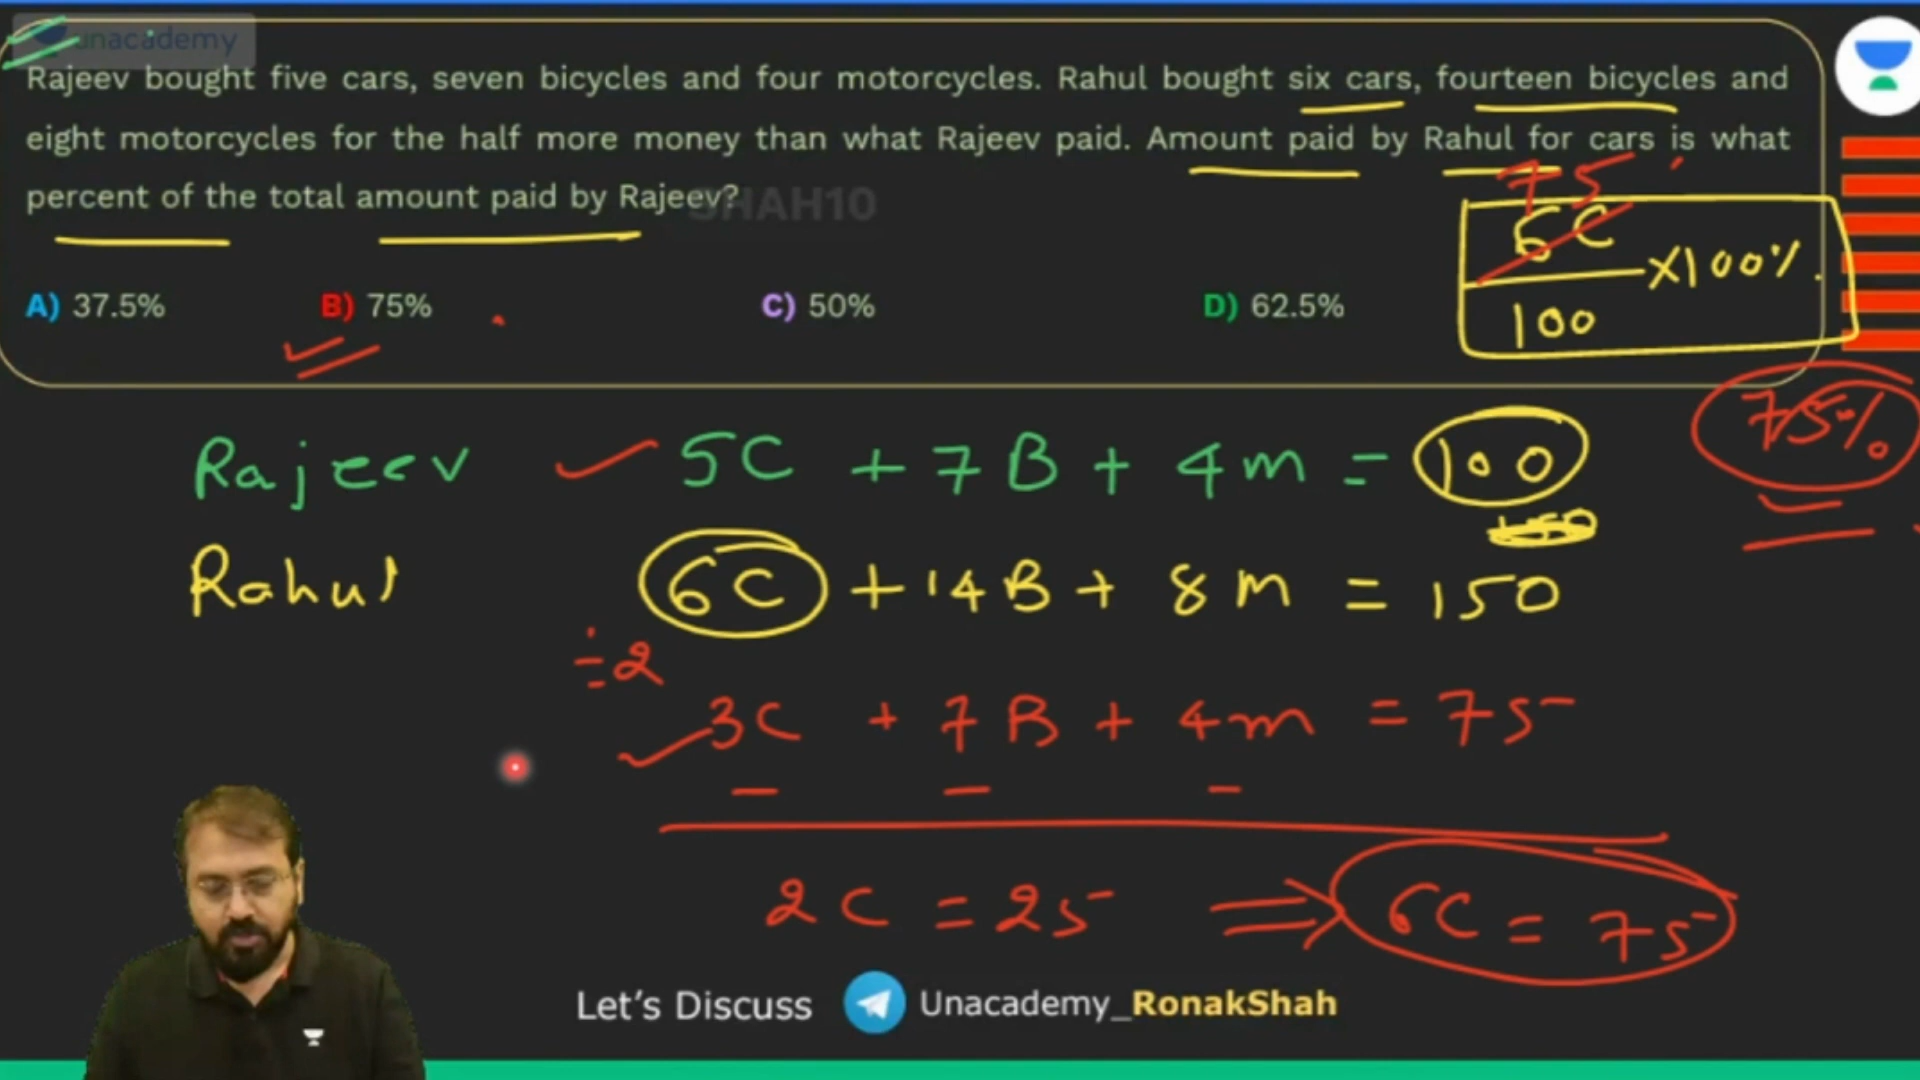 unacademy
Rajeev bought five cars, seven bicycles and four motorcycles. Rahul bought six cars, fourteen bicycles and
eight motorcycles for the half more money than what Rajeev paid. Amount paid by Rahul for cars is what
percent of the total amount paid by Rajeev?
SHAH10
75
6C
×100%
100
A) 37.5% B) 75% C) 50% D) 62.5%
75%
Rajeev 5C + 7B + 4m = 100
Rahul 6C + 14B + 8m = 150
÷2
3C + 7B + 4m = 75
2C = 25 ⇒ 6C = 75
Let's Discuss Unacademy_RonakShah